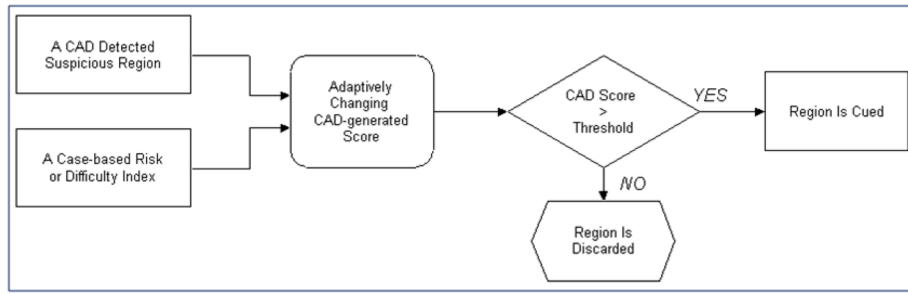 A CAD Detected
Suspicious Region
A Case-based Risk
or Difficulty Index
Adaptively
Changing
CAD-generated
Score
CAD Score
>
Threshold
YES
Region Is Cued
NO
Region Is
Discarded